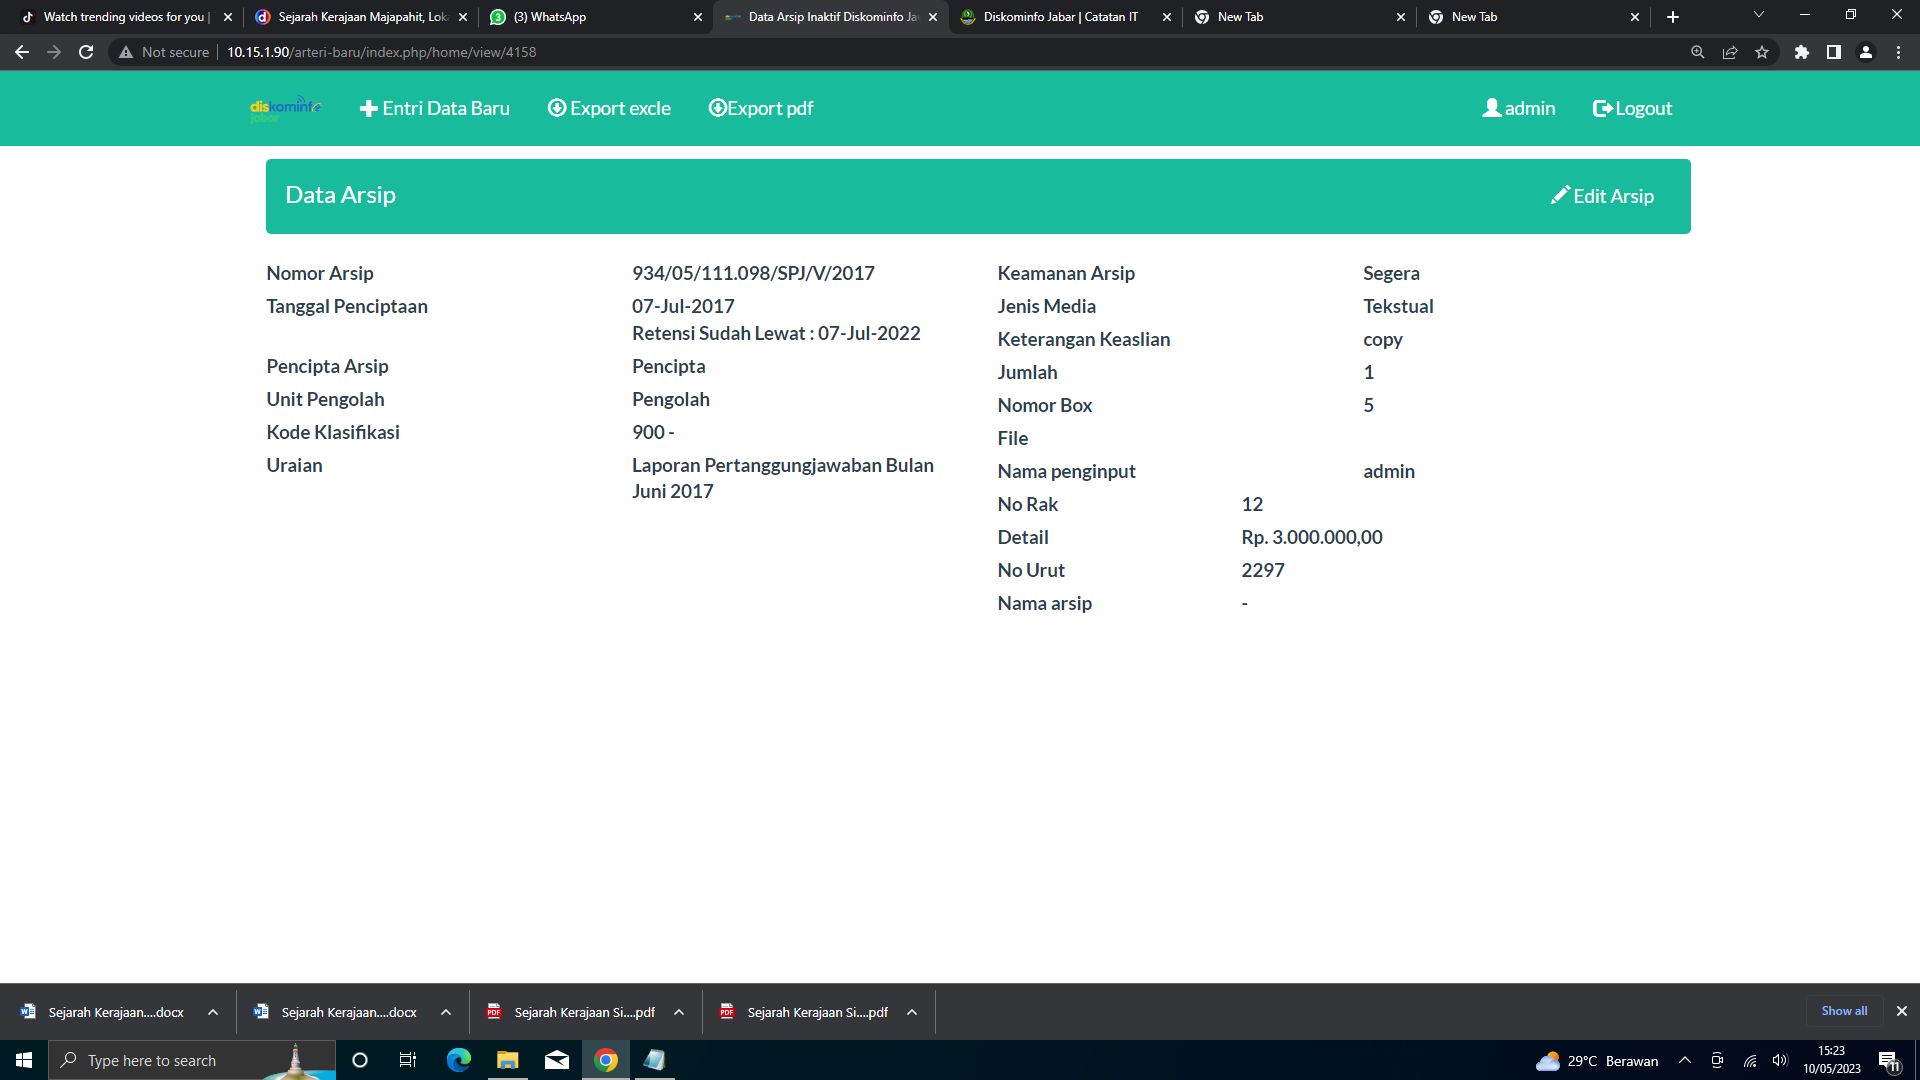 Watch trending videos for you |
Sejarah Kerajaan Majapahit, Loka
(3) WhatsApp
Data Arsip Inaktif Diskominfo Ja
Diskominfo Jabar | Catatan IT
New Tab
New Tab
Not secure
10.15.1.90/arteri-baru/index.php/home/view/4158
diskominfo
jabar
Entri Data Baru
Export excle
Export pdf
admin
Logout
Data Arsip
Edit Arsip
Nomor Arsip 934/05/111.098/SPJ/V/2017
Tanggal Penciptaan 07-Jul-2017
Retensi Sudah Lewat : 07-Jul-2022
Pencipta Arsip Pencipta
Unit Pengolah Pengolah
Kode Klasifikasi 900 -
Uraian Laporan Pertanggungjawaban Bulan
Juni 2017
Keamanan Arsip Segera
Jenis Media Tekstual
Keterangan Keaslian copy
Jumlah 1
Nomor Box 5
File
Nama penginput admin
No Rak 12
Detail Rp. 3.000.000,00
No Urut 2297
Nama arsip -
Sejarah Kerajaan....docx
Sejarah Kerajaan....docx
PDF
Sejarah Kerajaan Si....pdf
PDF
Sejarah Kerajaan Si....pdf
Show all
Type here to search
29°C Berawan
15:23
10/05/2023
11